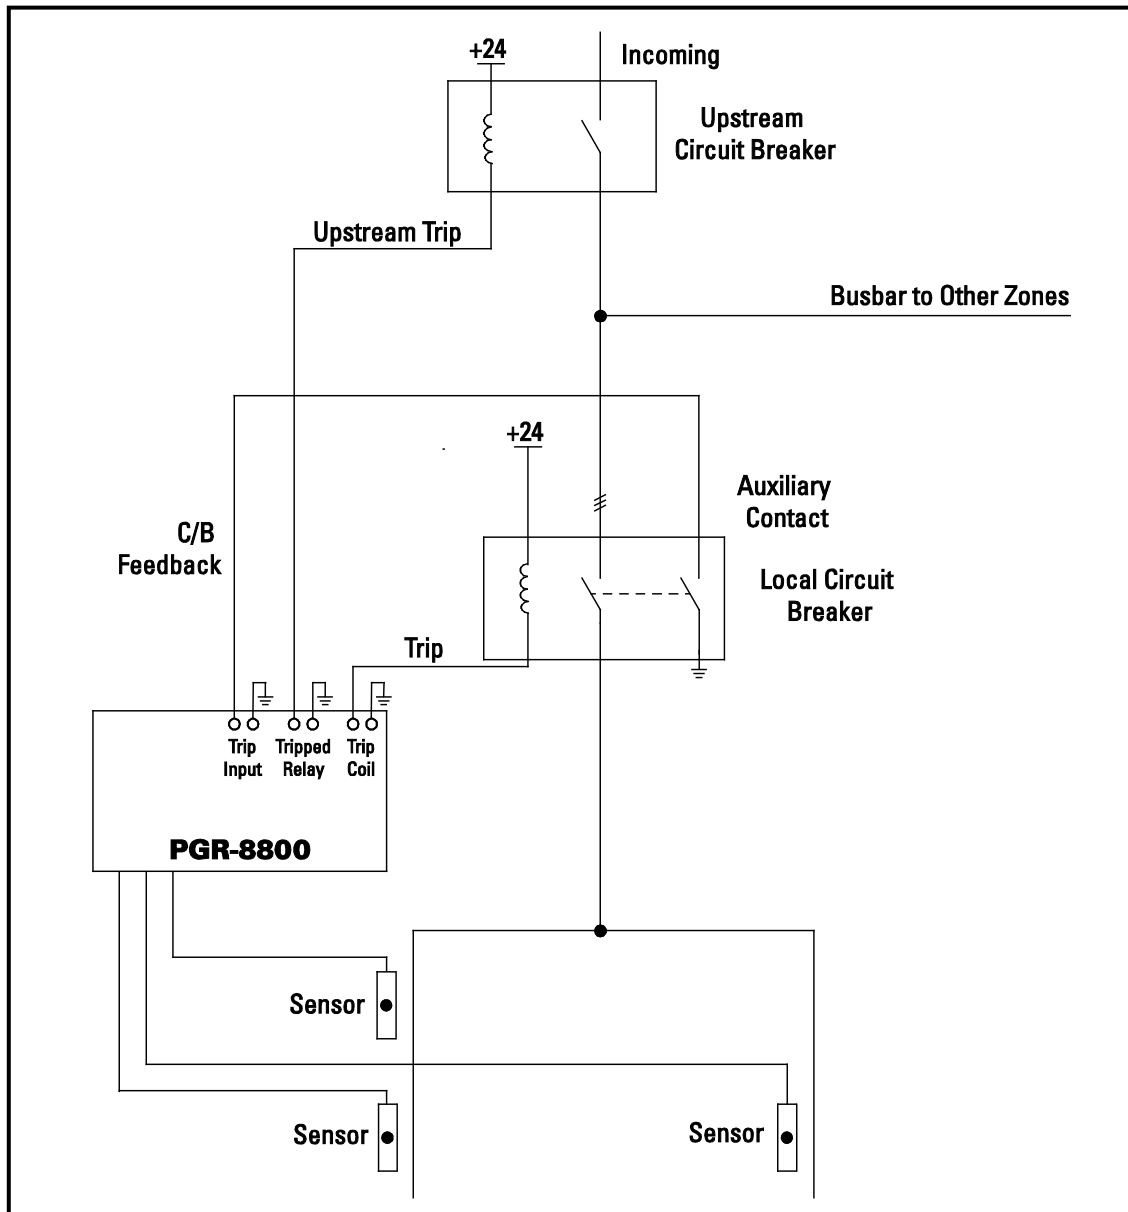 +24
Incoming
Upstream
Circuit Breaker
Upstream Trip
Busbar to Other Zones
+24
Auxiliary
Contact
C/B
Feedback
Local Circuit
Breaker
Trip
Trip
Input
Tripped
Relay
Trip
Coil
PGR-8800
Sensor
Sensor
Sensor